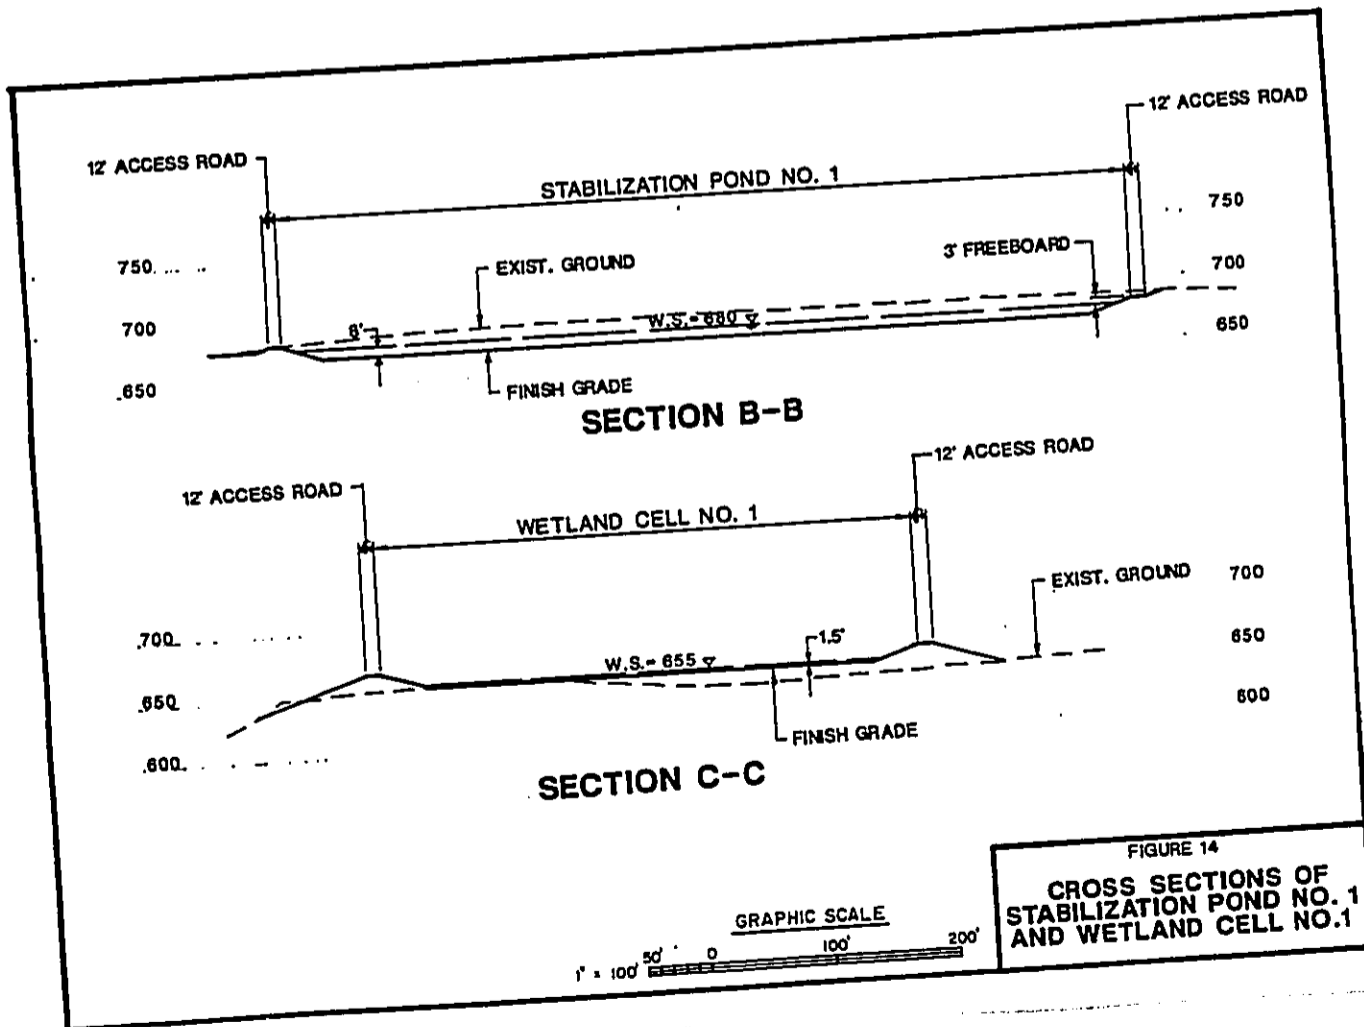 12' ACCESS ROAD
12' ACCESS ROAD
STABILIZATION POND NO. 1
750
750
EXIST. GROUND
3' FREEBOARD
700
700
8'
W.S.= 680
650
650
FINISH GRADE
SECTION B-B
12' ACCESS ROAD
12' ACCESS ROAD
WETLAND CELL NO. 1
EXIST. GROUND
700
700
1.5'
650
W.S.= 655
650
600
FINISH GRADE
600
SECTION C-C
FIGURE 14
CROSS SECTIONS OF
STABILIZATION POND NO. 1
AND WETLAND CELL NO.1
GRAPHIC SCALE
1" = 100' 50' 0 100' 200'